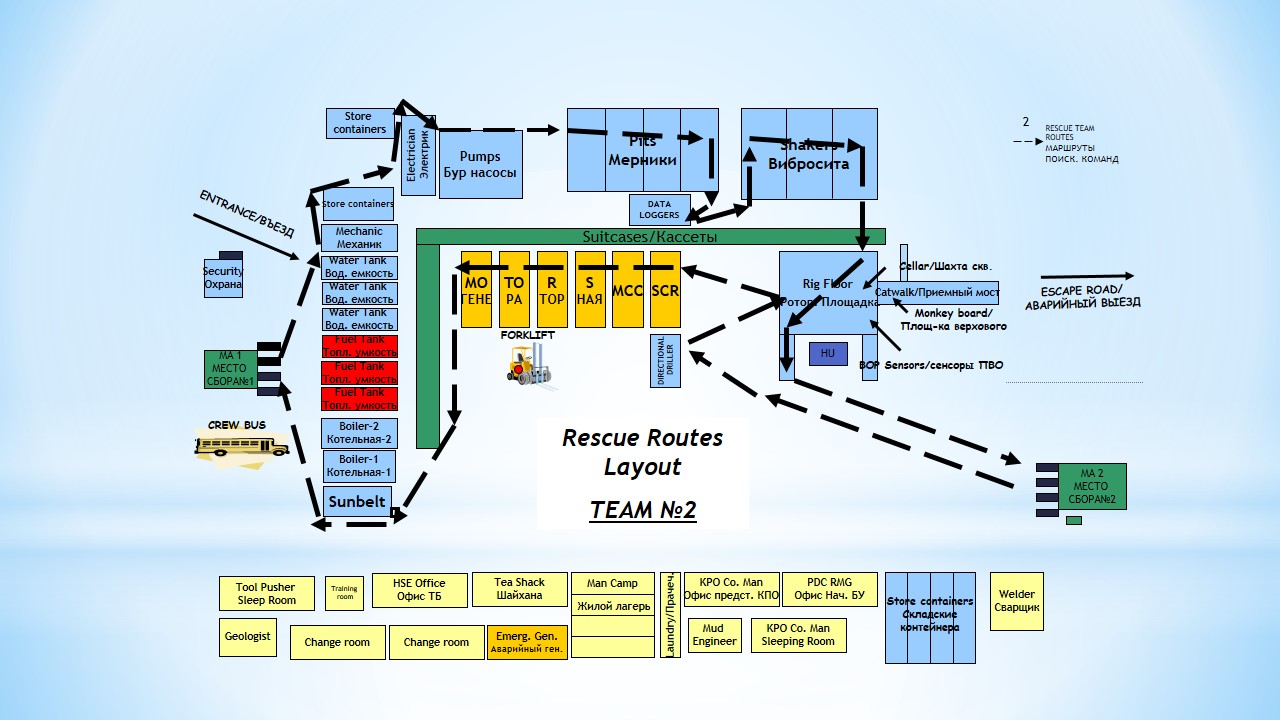 Store
containers
Electrician
Электрик
Pumps
Бур насосы
Pits
Мерники
Shakers
Вибросита
2
RESCUE TEAM
ROUTES
МАРШРУТЫ
ПОИСК. КОМАНД
ENTRANCE/ВЪЕЗД
Store containers
DATA
LOGGERS
Mechanic
Механик
Suitcases/Кассеты
Security
Охрана
Water Tank
Вод. емкость
Water Tank
Вод. емкость
Water Tank
Вод. емкость
МО
ГЕНЕ
ТО
РА
R
ТОР
S
НАЯ
MCC
SCR
Rig Floor
Ротор. Площадка
Cellar/Шахта скв.
Catwalk/Приемный мост
Monkey board/
Площ-ка верхового
ESCAPE ROAD/
АВАРИЙНЫЙ ВЫЕЗД
Fuel Tank
Топл. умкость
Fuel Tank
Топл. умкость
Fuel Tank
Топл. умкость
FORKLIFT
DIRECTIONAL
DRILLER
HU
BOP Sensors/сенсоры ПВО
МА 1
МЕСТО
СБОРА№1
CREW BUS
Boiler-2
Котельная-2
Boiler-1
Котельная-1
Sunbelt
Rescue Routes
Layout
TEAM №2
МА 2
МЕСТО
СБОРА№2
Tool Pusher
Sleep Room
Training
room
HSE Office
Офис ТБ
Tea Shack
Шайхана
Man Camp
Жилой лагерь
Laundry/Прачеч.
KPO Co. Man
Офис предст. КПО
PDC RMG
Офис Нач. БУ
Store containers
Складские
контейнера
Welder
Сварщик
Geologist
Change room
Change room
Emerg. Gen.
Аварийный ген.
Mud
Engineer
KPO Co. Man
Sleeping Room